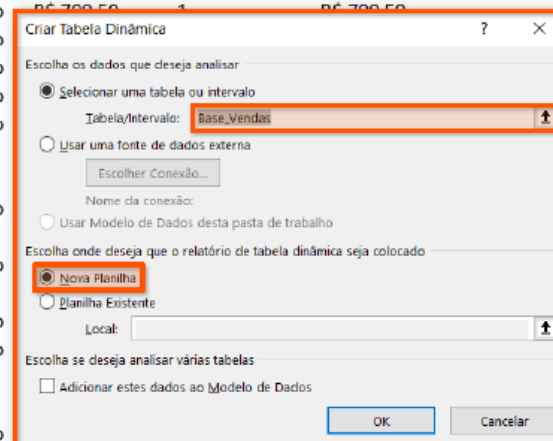 Criar Tabela Dinâmica ? ×
Escolha os dados que deseja analisar
Selecionar uma tabela ou intervalo
Tabela/Intervalo: Base_Vendas
Usar uma fonte de dados externa
Escolher Conexão...
Nome da conexão:
Usar Modelo de Dados desta pasta de trabalho
Escolha onde deseja que o relatório de tabela dinâmica seja colocado
Nova Planilha
Planilha Existente
Local:
Escolha se deseja analisar várias tabelas
Adicionar estes dados ao Modelo de Dados
OK Cancelar